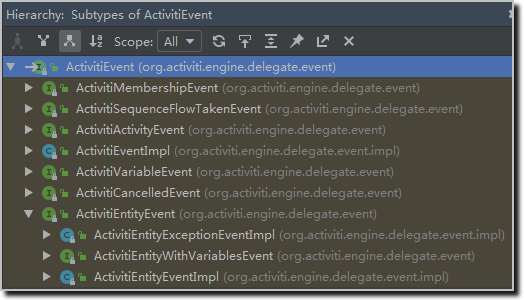 Hierarchy: Subtypes of ActivitiEvent
Scope: All
ActivitiEvent (org.activiti.engine.delegate.event)
ActivitiMembershipEvent (org.activiti.engine.delegate.event)
ActivitiSequenceFlowTakenEvent (org.activiti.engine.delegate.event)
ActivitiActivityEvent (org.activiti.engine.delegate.event)
ActivitiEventImpl (org.activiti.engine.delegate.event.impl)
ActivitiVariableEvent (org.activiti.engine.delegate.event)
ActivitiCancelledEvent (org.activiti.engine.delegate.event)
ActivitiEntityEvent (org.activiti.engine.delegate.event)
ActivitiEntityExceptionEventImpl (org.activiti.engine.delegate.event.impl)
ActivitiEntityWithVariablesEvent (org.activiti.engine.delegate.event)
ActivitiEntityEventImpl (org.activiti.engine.delegate.event.impl)